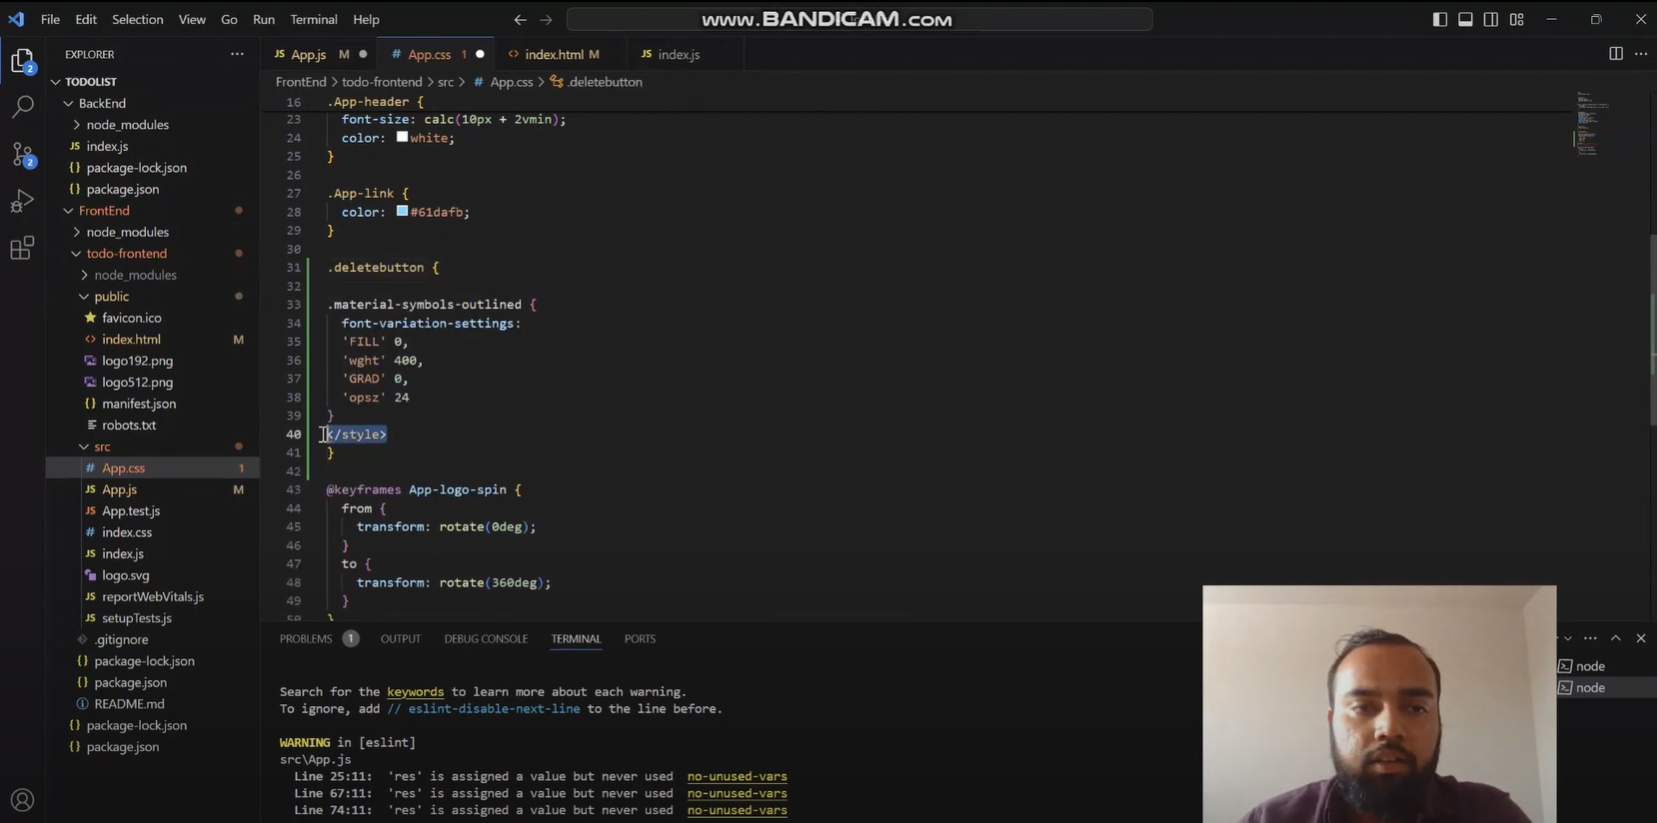 File Edit Selection View Go Run Terminal Help
www.BANDICAM.com
EXPLORER
TODOLIST
BackEnd
node_modules
JS index.js
{} package-lock.json
{} package.json
FrontEnd
node_modules
todo-frontend
node_modules
public
favicon.ico
<> index.html M
logo192.png
logo512.png
{} manifest.json
robots.txt
src
# App.css 1
JS App.js M
JS App.test.js
# index.css
JS index.js
logo.svg
JS reportWebVitals.js
JS setupTests.js
.gitignore
{} package-lock.json
{} package.json
README.md
{} package-lock.json
{} package.json
2
2
JS App.js M # App.css 1 <> index.html M JS index.js
FrontEnd > todo-frontend > src > # App.css > .deletebutton
16 .App-header {
23 font-size: calc(10px + 2vmin);
24 color: white;
25 }
26
27 .App-link {
28 color: #61dafb;
29 }
30
31 .deletebutton {
32
33 .material-symbols-outlined {
34 font-variation-settings:
35 'FILL' 0,
36 'wght' 400,
37 'GRAD' 0,
38 'opsz' 24
39 }
40 </style>
41 }
42
43 @keyframes App-logo-spin {
44 from {
45 transform: rotate(0deg);
46 }
47 to {
48 transform: rotate(360deg);
49 }
50 }
PROBLEMS 1 OUTPUT DEBUG CONSOLE TERMINAL PORTS
Search for the keywords to learn more about each warning.
To ignore, add // eslint-disable-next-line to the line before.
WARNING in [eslint]
src\App.js
Line 25:11: 'res' is assigned a value but never used no-unused-vars
Line 67:11: 'res' is assigned a value but never used no-unused-vars
Line 74:11: 'res' is assigned a value but never used no-unused-vars
node
node